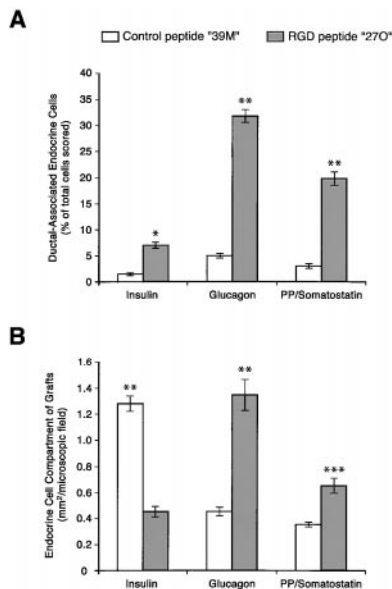 A
Control peptide "39M" RGD peptide "27O"
Ductal-Associated Endocrine Cells
(% of total cells scored)
40
35
30
25
20
15
10
5
0
*
**
**
Insulin Glucagon PP/Somatostatin
B
Endocrine Cell Compartment of Grafts
(mm²/microscopic field)
1.6
1.4
1.2
1.0
0.8
0.6
0.4
0.2
0
**
**
***
Insulin Glucagon PP/Somatostatin